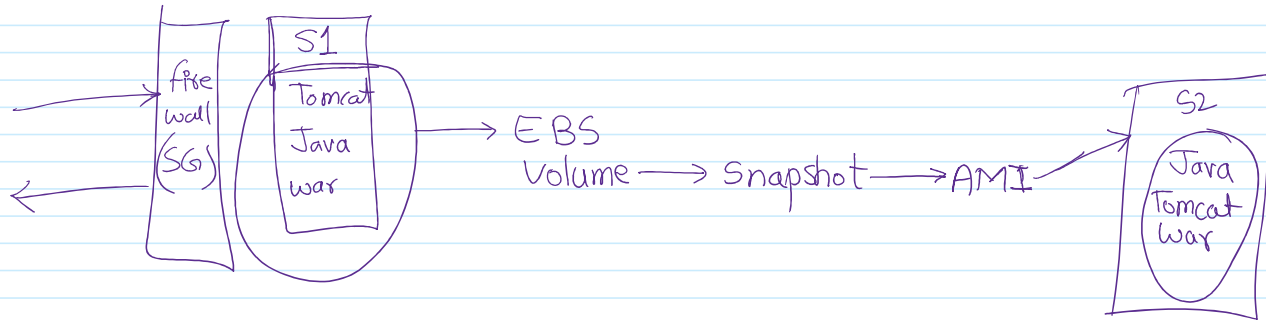 fire
wall
(SG)
S1
Tomcat
Java
war
EBS
Volume → Snapshot → AMI
S2
Java
Tomcat
war